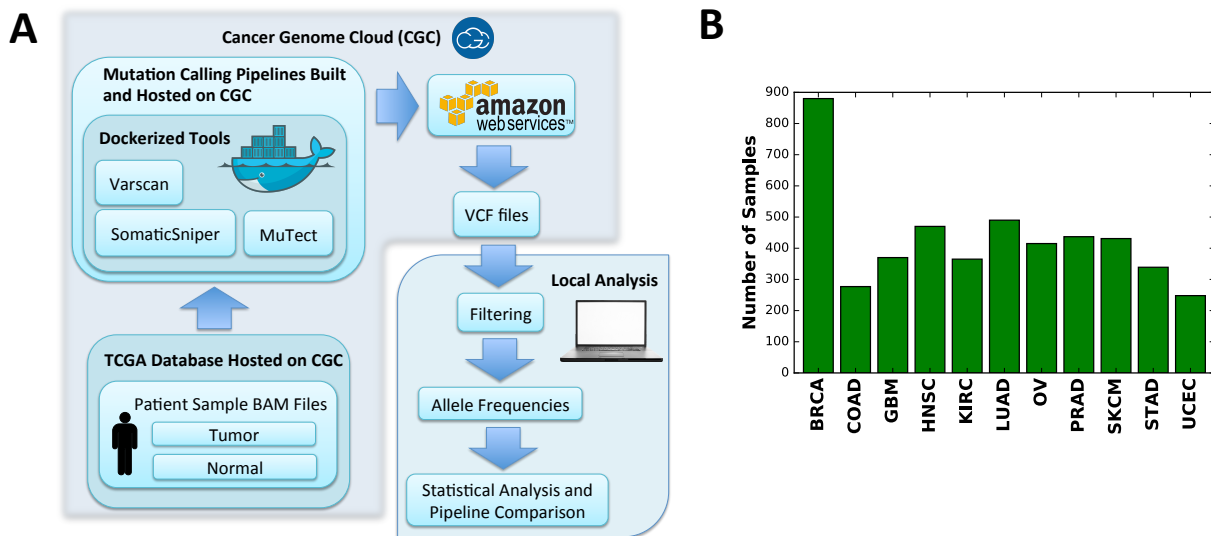 A
Cancer Genome Cloud (CGC)
Mutation Calling Pipelines Built
and Hosted on CGC
Dockerized Tools
Varscan
SomaticSniper
MuTect
amazon
webservices™
VCF files
TCGA Database Hosted on CGC
Patient Sample BAM Files
Tumor
Normal
Local Analysis
Filtering
Allele Frequencies
Statistical Analysis and
Pipeline Comparison
B
Number of Samples
900
800
700
600
500
400
300
200
100
0
BRCA
COAD
GBM
HNSC
KIRC
LUAD
OV
PRAD
SKCM
STAD
UCEC